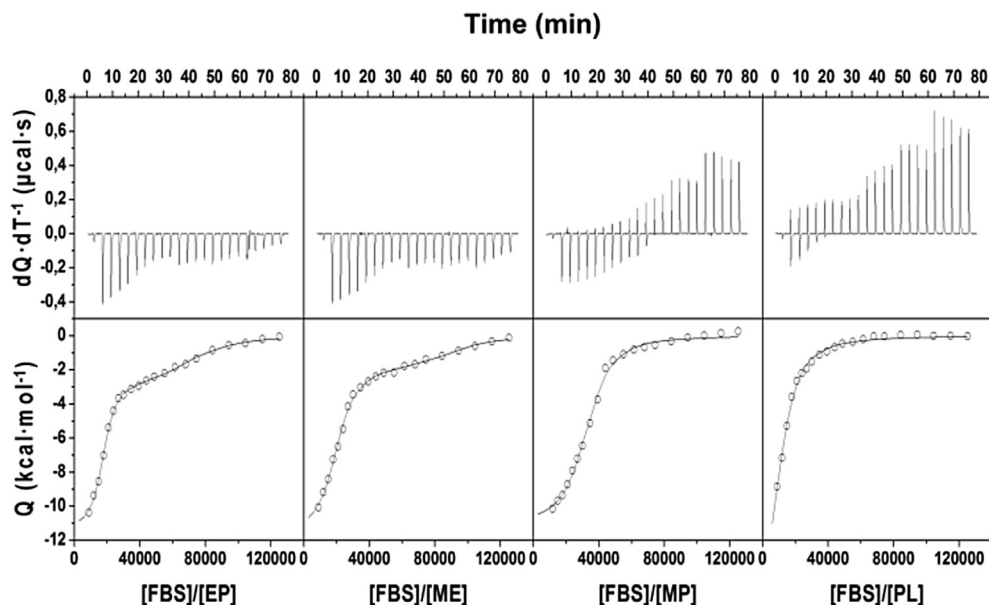 Time (min)
0 10 20 30 40 50 60 70 80 0 10 20 30 40 50 60 70 80 0 10 20 30 40 50 60 70 80 0 10 20 30 40 50 60 70 80
dQ·dT⁻¹ (µcal·s)
0,8
0,6
0,4
0,2
0,0
-0,2
-0,4
Q (kcal·mol⁻¹)
0
-2
-4
-6
-8
-10
-12
0 40000 80000 120000 0 40000 80000 120000 0 40000 80000 120000 0 40000 80000 120000
[FBS]/[EP] [FBS]/[ME] [FBS]/[MP] [FBS]/[PL]